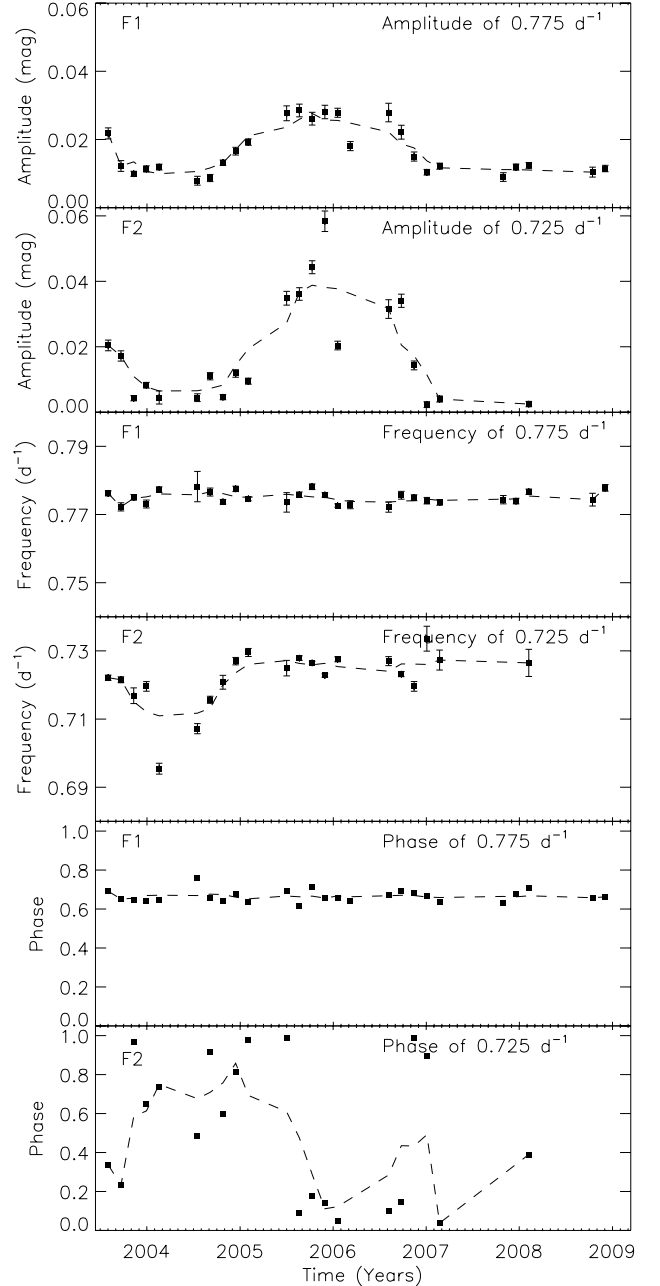 0.06
F1 Amplitude of 0.775 d⁻¹
0.04
Amplitude (mag)
0.02
0.00
0.06
F2 Amplitude of 0.725 d⁻¹
0.04
Amplitude (mag)
0.02
0.00
F1 Frequency of 0.775 d⁻¹
0.79
Frequency (d⁻¹)
0.77
0.75
F2 Frequency of 0.725 d⁻¹
0.73
Frequency (d⁻¹)
0.71
0.69
1.0
F1 Phase of 0.775 d⁻¹
0.8
0.6
Phase
0.4
0.2
0.0
1.0
F2 Phase of 0.725 d⁻¹
0.8
0.6
Phase
0.4
0.2
0.0
2004 2005 2006 2007 2008 2009
Time (Years)